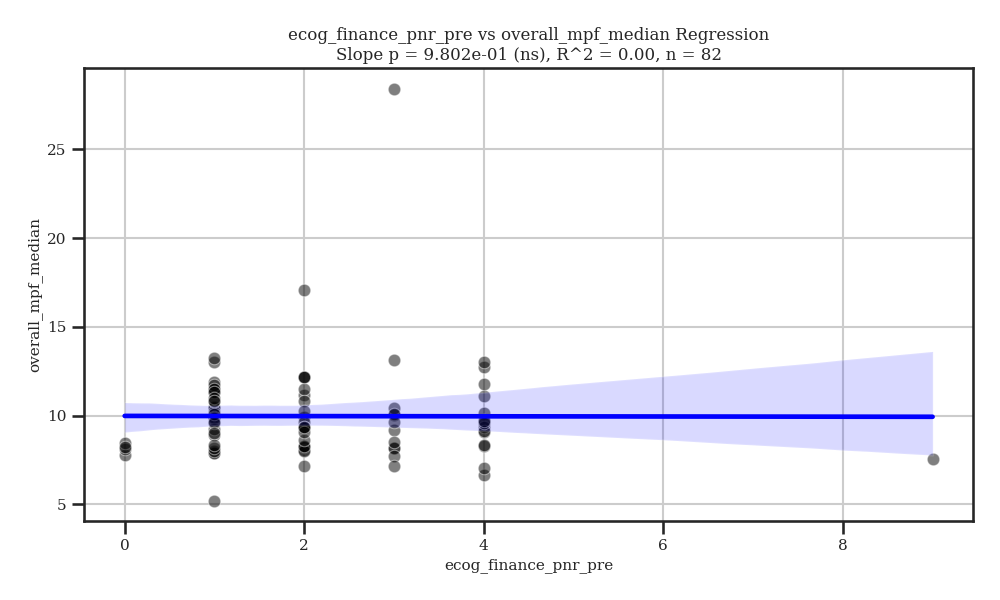 ecog_finance_pnr_pre vs overall_mpf_median Regression
Slope p = 9.802e-01 (ns), R^2 = 0.00, n = 82
overall_mpf_median
25
20
15
10
5
0
2
4
6
8
ecog_finance_pnr_pre